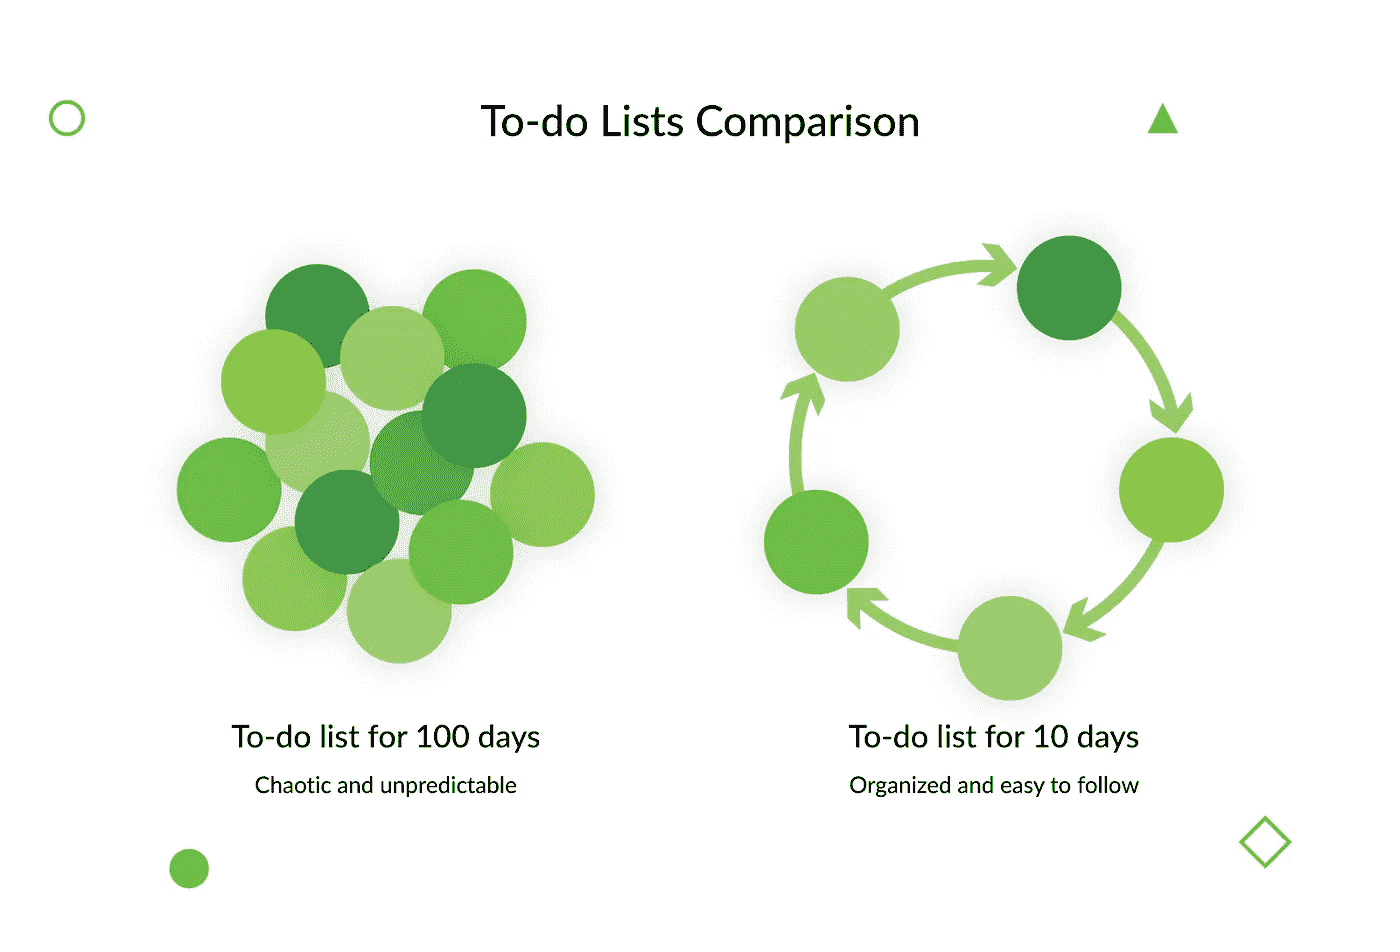 To-do Lists Comparison
To-do list for 100 days
Chaotic and unpredictable
To-do list for 10 days
Organized and easy to follow